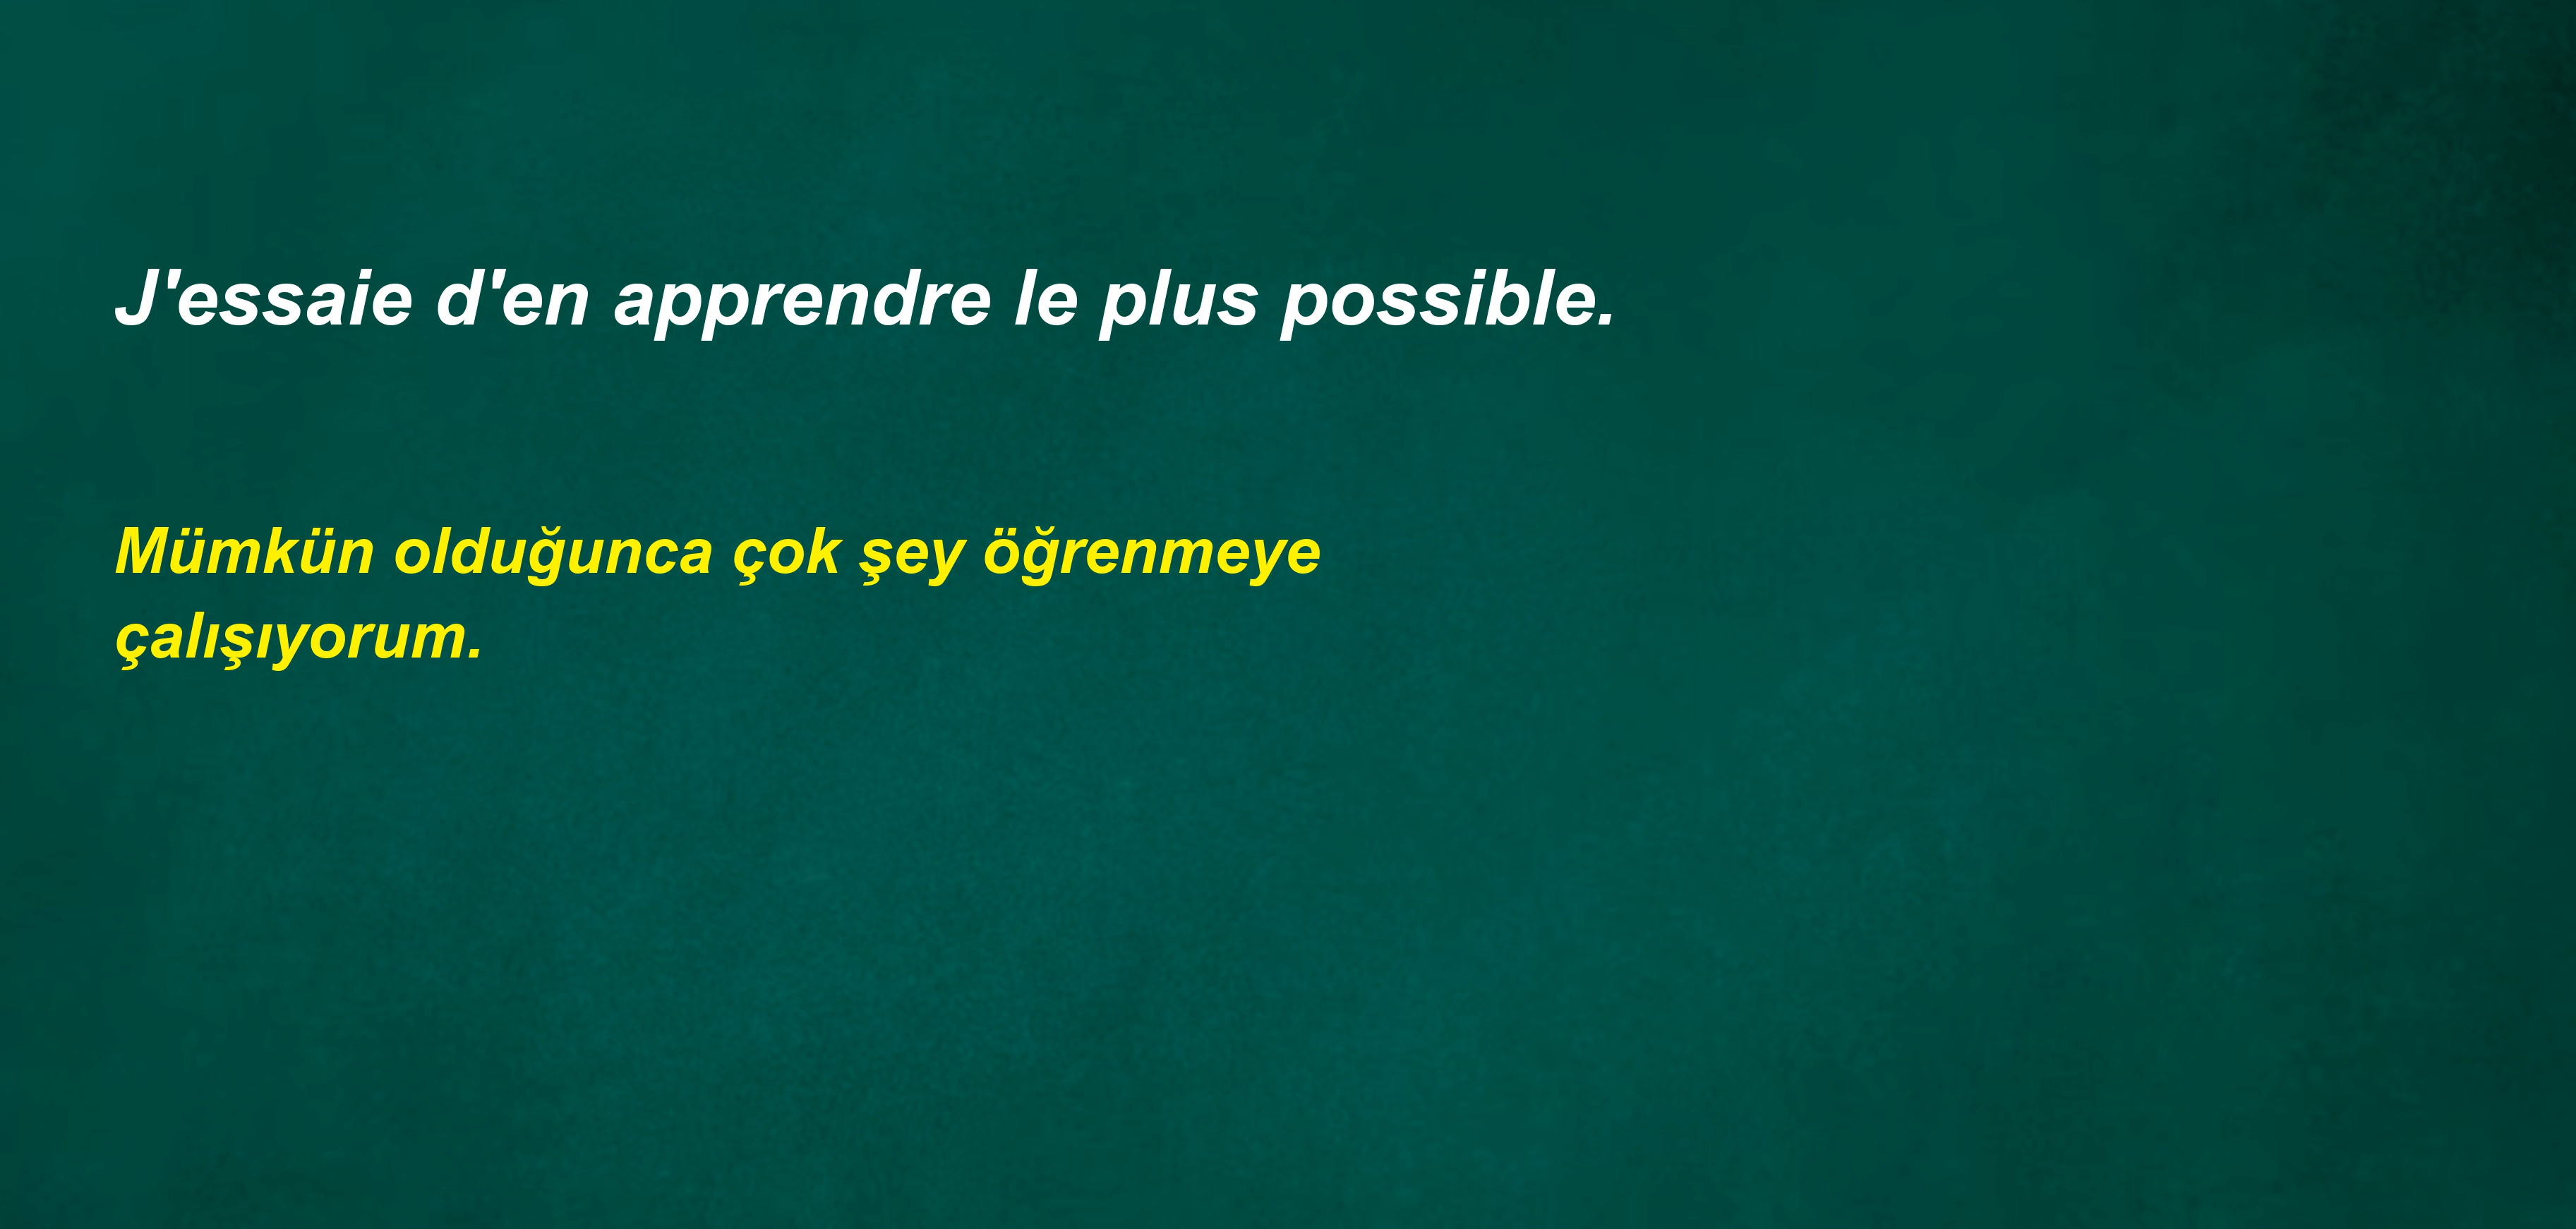 J'essaie d'en apprendre le plus possible.
Mümkün olduğunca çok şey öğrenmeye
çalışıyorum.